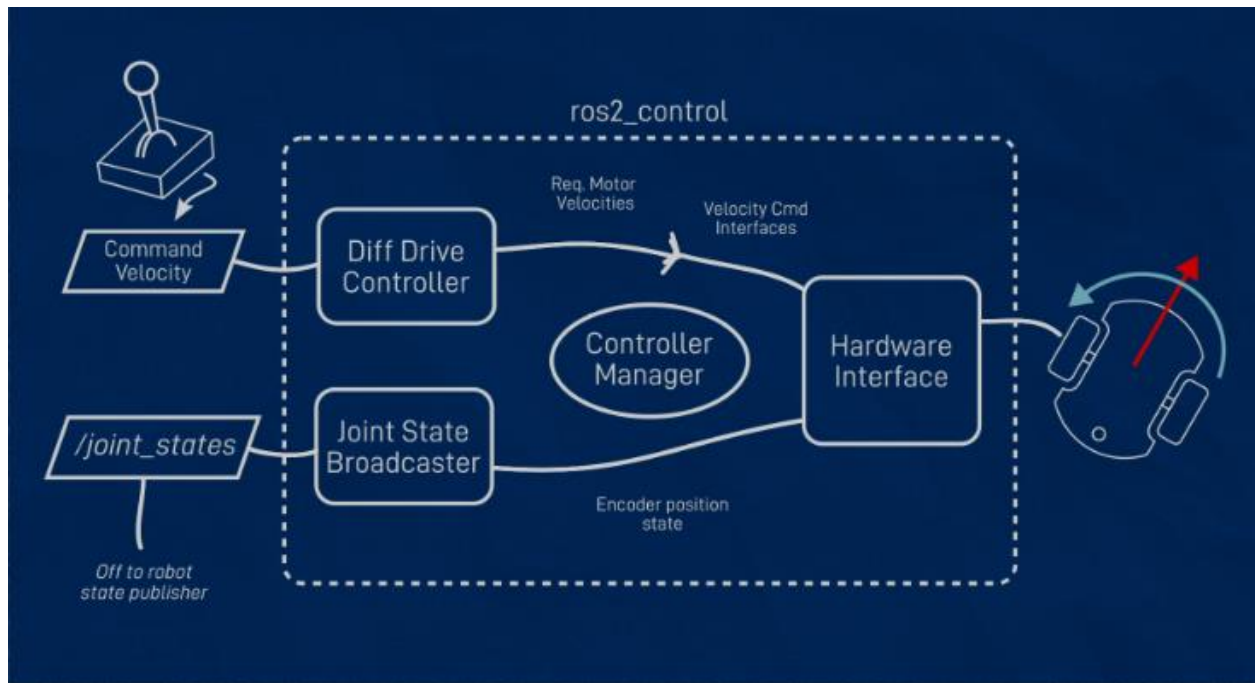 ros2_control
Req. Motor
Velocities
Velocity Cmd
Interfaces
Command
Velocity
Diff Drive
Controller
Controller
Manager
Hardware
Interface
/joint_states
Joint State
Broadcaster
Encoder position
state
Off to robot
state publisher